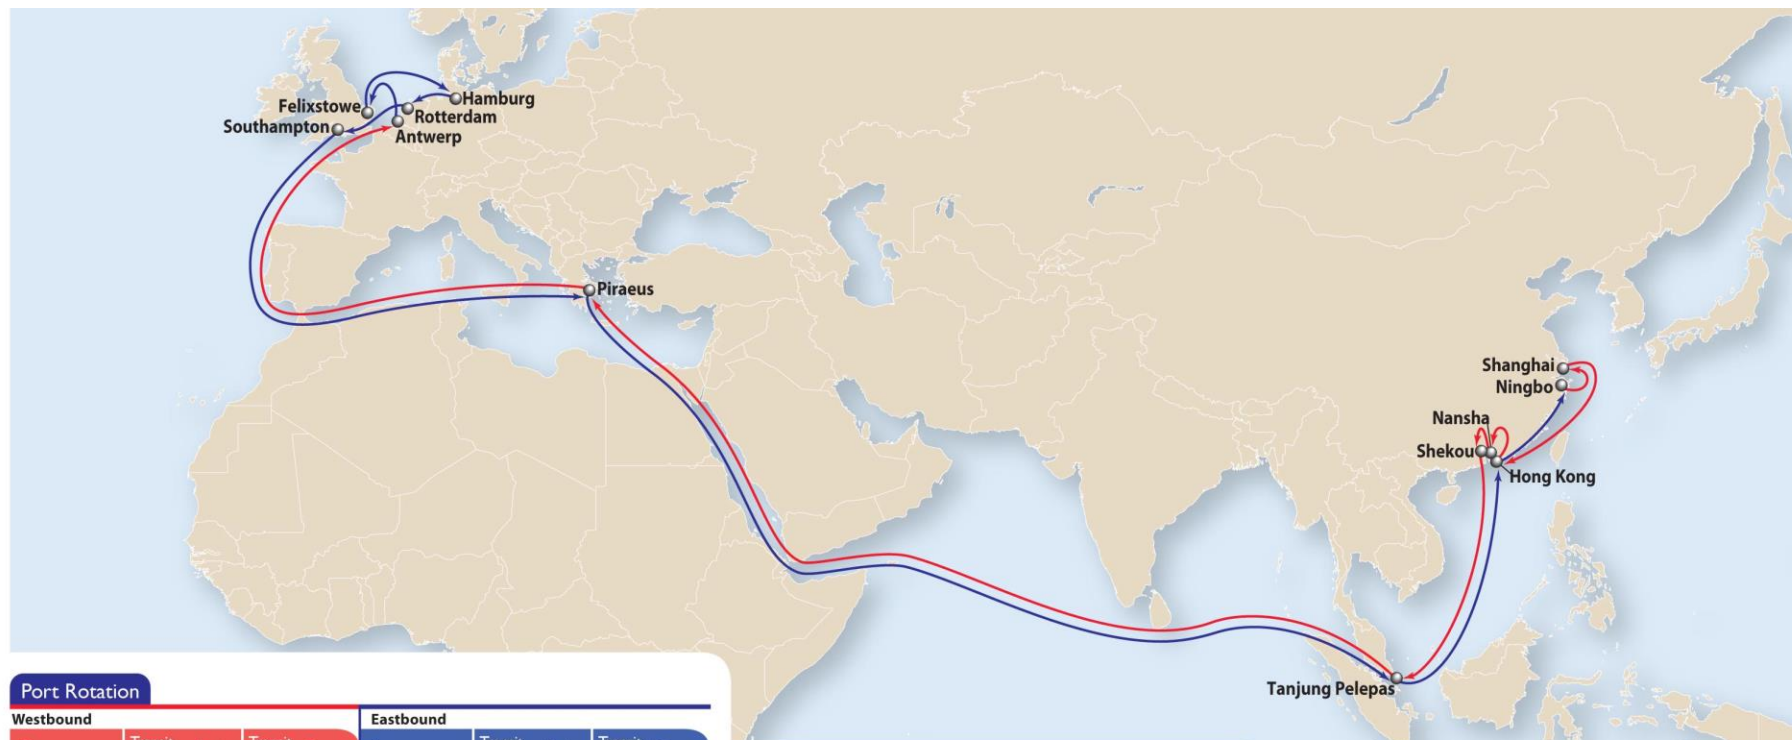 Felixstowe
Hamburg
Rotterdam
Southampton
Antwerp
Piraeus
Shanghai
Ningbo
Nansha
Shekou
Hong Kong
Tanjung Pelepas
Port Rotation
Westbound
Eastbound